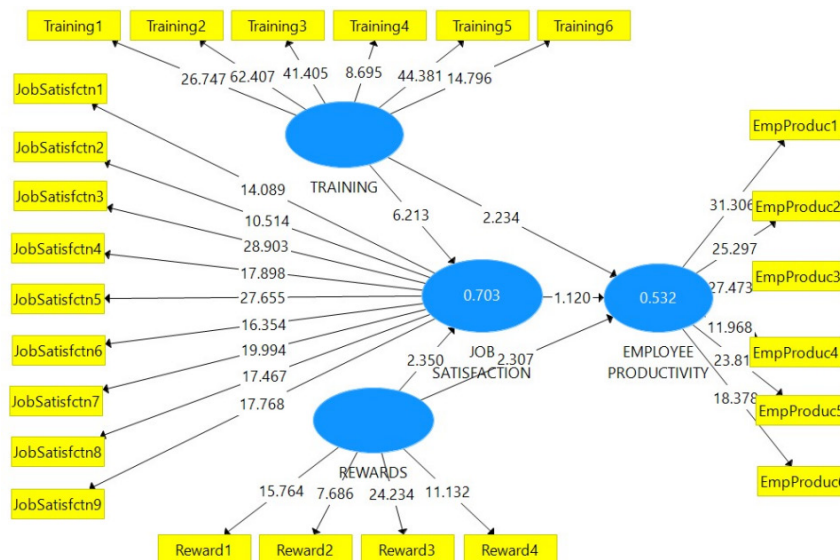 Training1
Training2
Training3
Training4
Training5
Training6
26.747
62.407
41.405
8.695
44.381
14.796
JobSatisfctn1
JobSatisfctn2
JobSatisfctn3
JobSatisfctn4
JobSatisfctn5
JobSatisfctn6
JobSatisfctn7
JobSatisfctn8
JobSatisfctn9
14.089
10.514
28.903
17.898
27.655
16.354
19.994
17.467
17.768
TRAINING
6.213
2.234
0.703
JOB
SATISFACTION
1.120
2.350
2.307
0.532
EMPLOYEE
PRODUCTIVITY
EmpProduc1
EmpProduc2
EmpProduc3
EmpProduc4
EmpProduc5
31.306
25.297
27.473
11.968
23.81
18.378
REWARDS
15.764
7.686
24.234
11.132
Reward1
Reward2
Reward3
Reward4